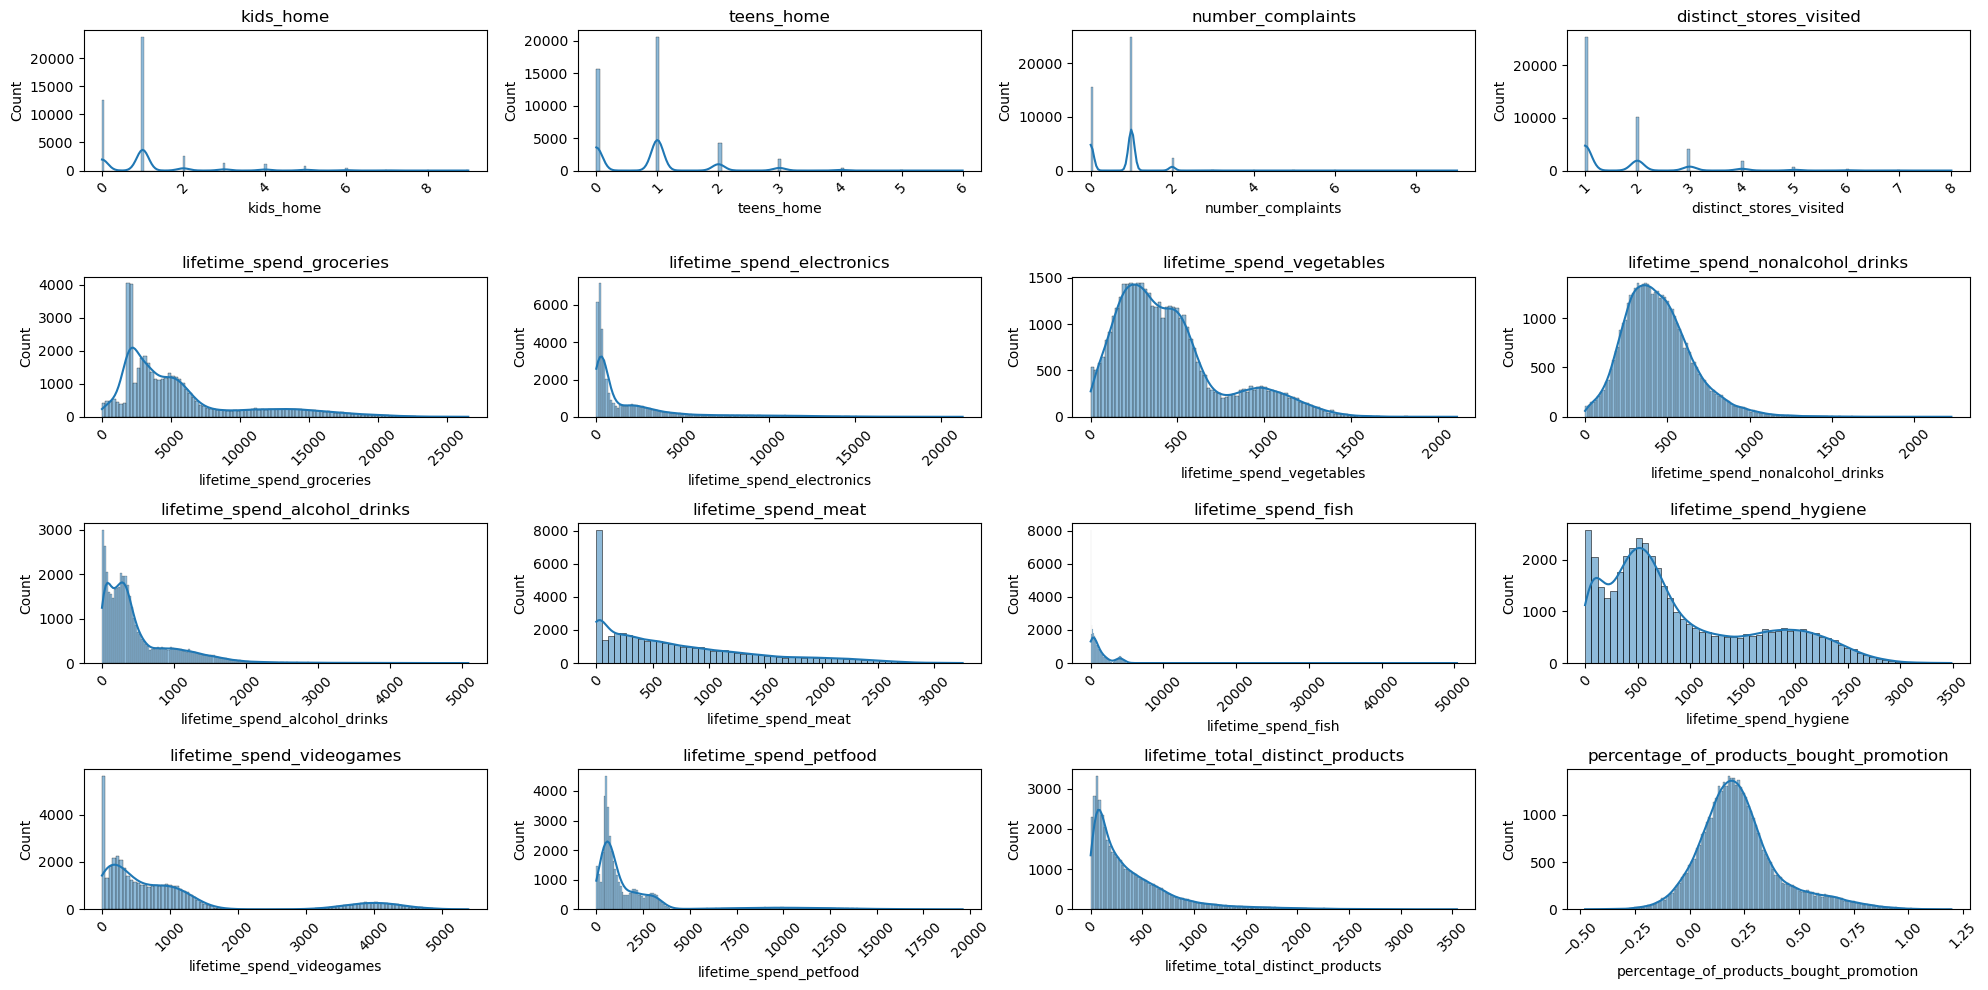 kids_home
teens_home
number_complaints
distinct_stores_visited
Count
20000
15000
10000
5000
0
0 2 4 6 8
kids_home
Count
20000
15000
10000
5000
0
0 1 2 3 4 5 6
teens_home
Count
20000
10000
0
0 2 4 6 8
number_complaints
Count
20000
10000
0
1 2 3 4 5 6 7 8
distinct_stores_visited
lifetime_spend_groceries
lifetime_spend_electronics
lifetime_spend_vegetables
lifetime_spend_nonalcohol_drinks
Count
4000
3000
2000
1000
0
0 5000 10000 15000 20000 25000
lifetime_spend_groceries
Count
6000
4000
2000
0
0 5000 10000 15000 20000
lifetime_spend_electronics
Count
1500
1000
500
0
0 500 1000 1500 2000
lifetime_spend_vegetables
Count
1000
500
0
0 500 1000 1500 2000
lifetime_spend_nonalcohol_drinks
lifetime_spend_alcohol_drinks
lifetime_spend_meat
lifetime_spend_fish
lifetime_spend_hygiene
Count
3000
2000
1000
0
0 1000 2000 3000 4000 5000
lifetime_spend_alcohol_drinks
Count
8000
6000
4000
2000
0
0 500 1000 1500 2000 2500 3000
lifetime_spend_meat
Count
8000
6000
4000
2000
0
0 10000 20000 30000 40000 50000
lifetime_spend_fish
Count
2000
1000
0
0 500 1000 1500 2000 2500 3000 3500
lifetime_spend_hygiene
lifetime_spend_videogames
lifetime_spend_petfood
lifetime_total_distinct_products
percentage_of_products_bought_promotion
Count
4000
2000
0
0 1000 2000 3000 4000 5000
lifetime_spend_videogames
Count
4000
3000
2000
1000
0
0 2500 5000 7500 10000 12500 15000 17500 20000
lifetime_spend_petfood
Count
3000
2000
1000
0
0 500 1000 1500 2000 2500 3000 3500
lifetime_total_distinct_products
Count
1000
500
0
−0.50 −0.25 0.00 0.25 0.50 0.75 1.00 1.25
percentage_of_products_bought_promotion